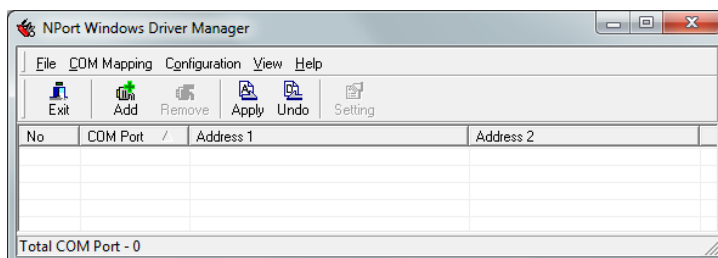 NPort Windows Driver Manager
File COM Mapping Configuration View Help
Exit Add Remove Apply Undo Setting
No COM Port Address 1 Address 2
Total COM Port - 0